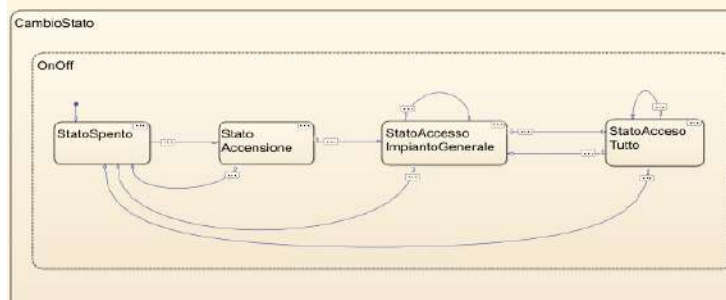 CambioStato
OnOff
StatoSpento
Stato
Accensione
StatoAccesso
ImpiantoGenerale
StatoAcceso
Tutto